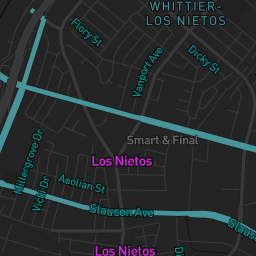 WHITTIER-
LOS NIETOS
Flory St
Dicky St
Vanport Ave
Smart & Final
Los Nietos
Millergrove Dr
Vicki Dr
Aeolian St
Slauson Ave
Slaus
Los Nietos